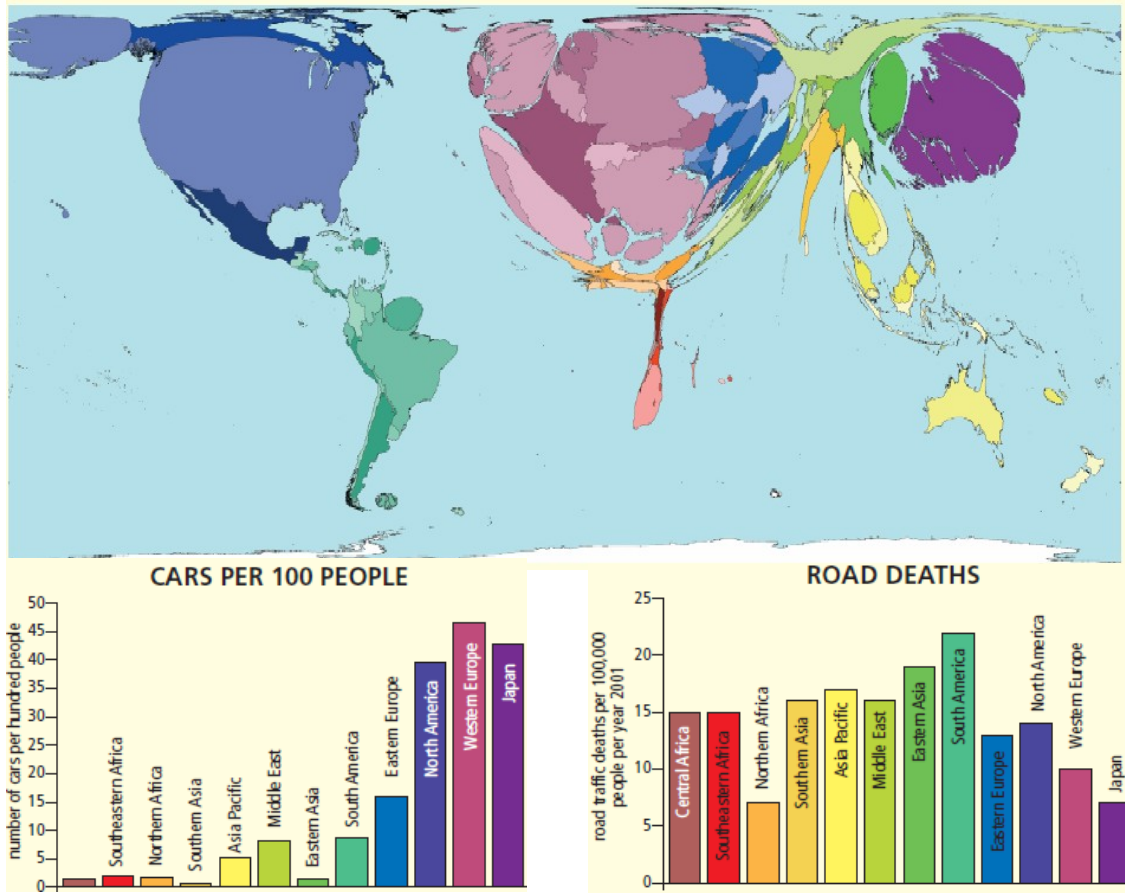 CARS PER 100 PEOPLE
number of cars per hundred people
50
45
40
35
30
25
20
15
10
5
0
Southeastern Africa
Northern Africa
Southern Asia
Asia Pacific
Middle East
Eastern Asia
South America
Eastern Europe
North America
Western Europe
Japan
ROAD DEATHS
road traffic deaths per 100,000
people per year 2001
25
20
15
10
5
0
Central Africa
Southeastern Africa
Northern Africa
Southern Asia
Asia Pacific
Middle East
Eastern Asia
South America
Eastern Europe
North America
Western Europe
Japan